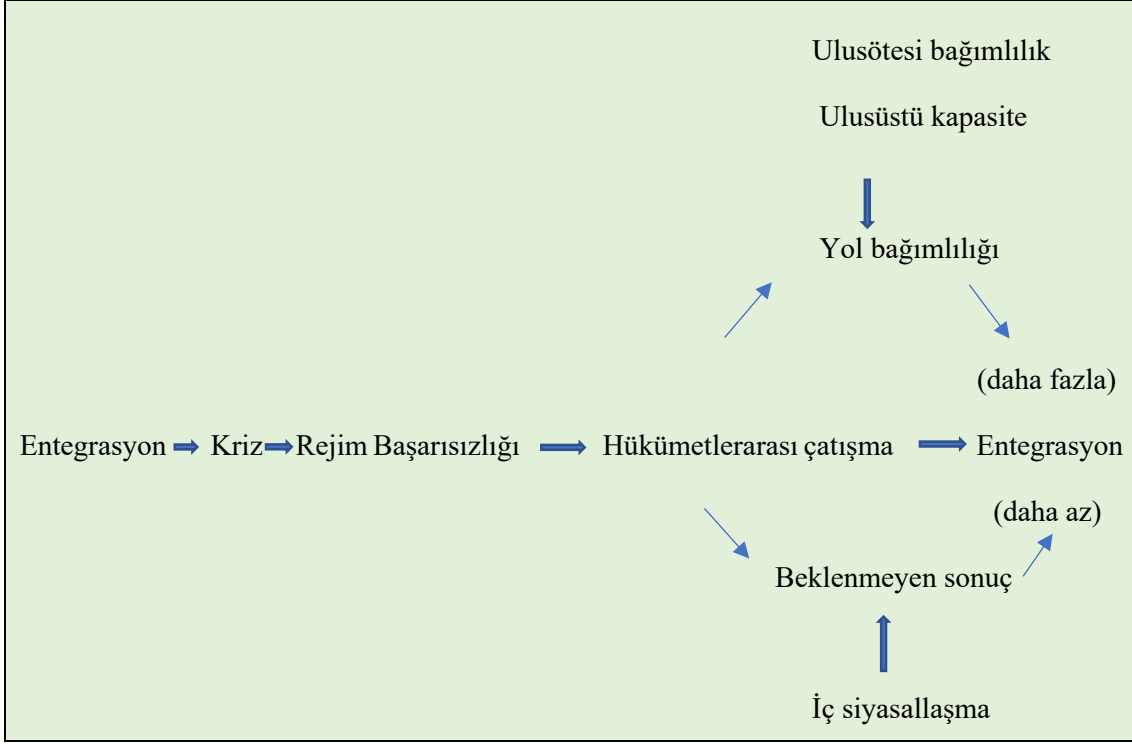 Ulusötesi bağımlılık
Ulusüstü kapasite
Yol bağımlılığı
(daha fazla)
Entegrasyon Kriz Rejim Başarısızlığı Hükümetlerarası çatışma Entegrasyon
(daha az)
Beklenmeyen sonuç
İç siyasallaşma